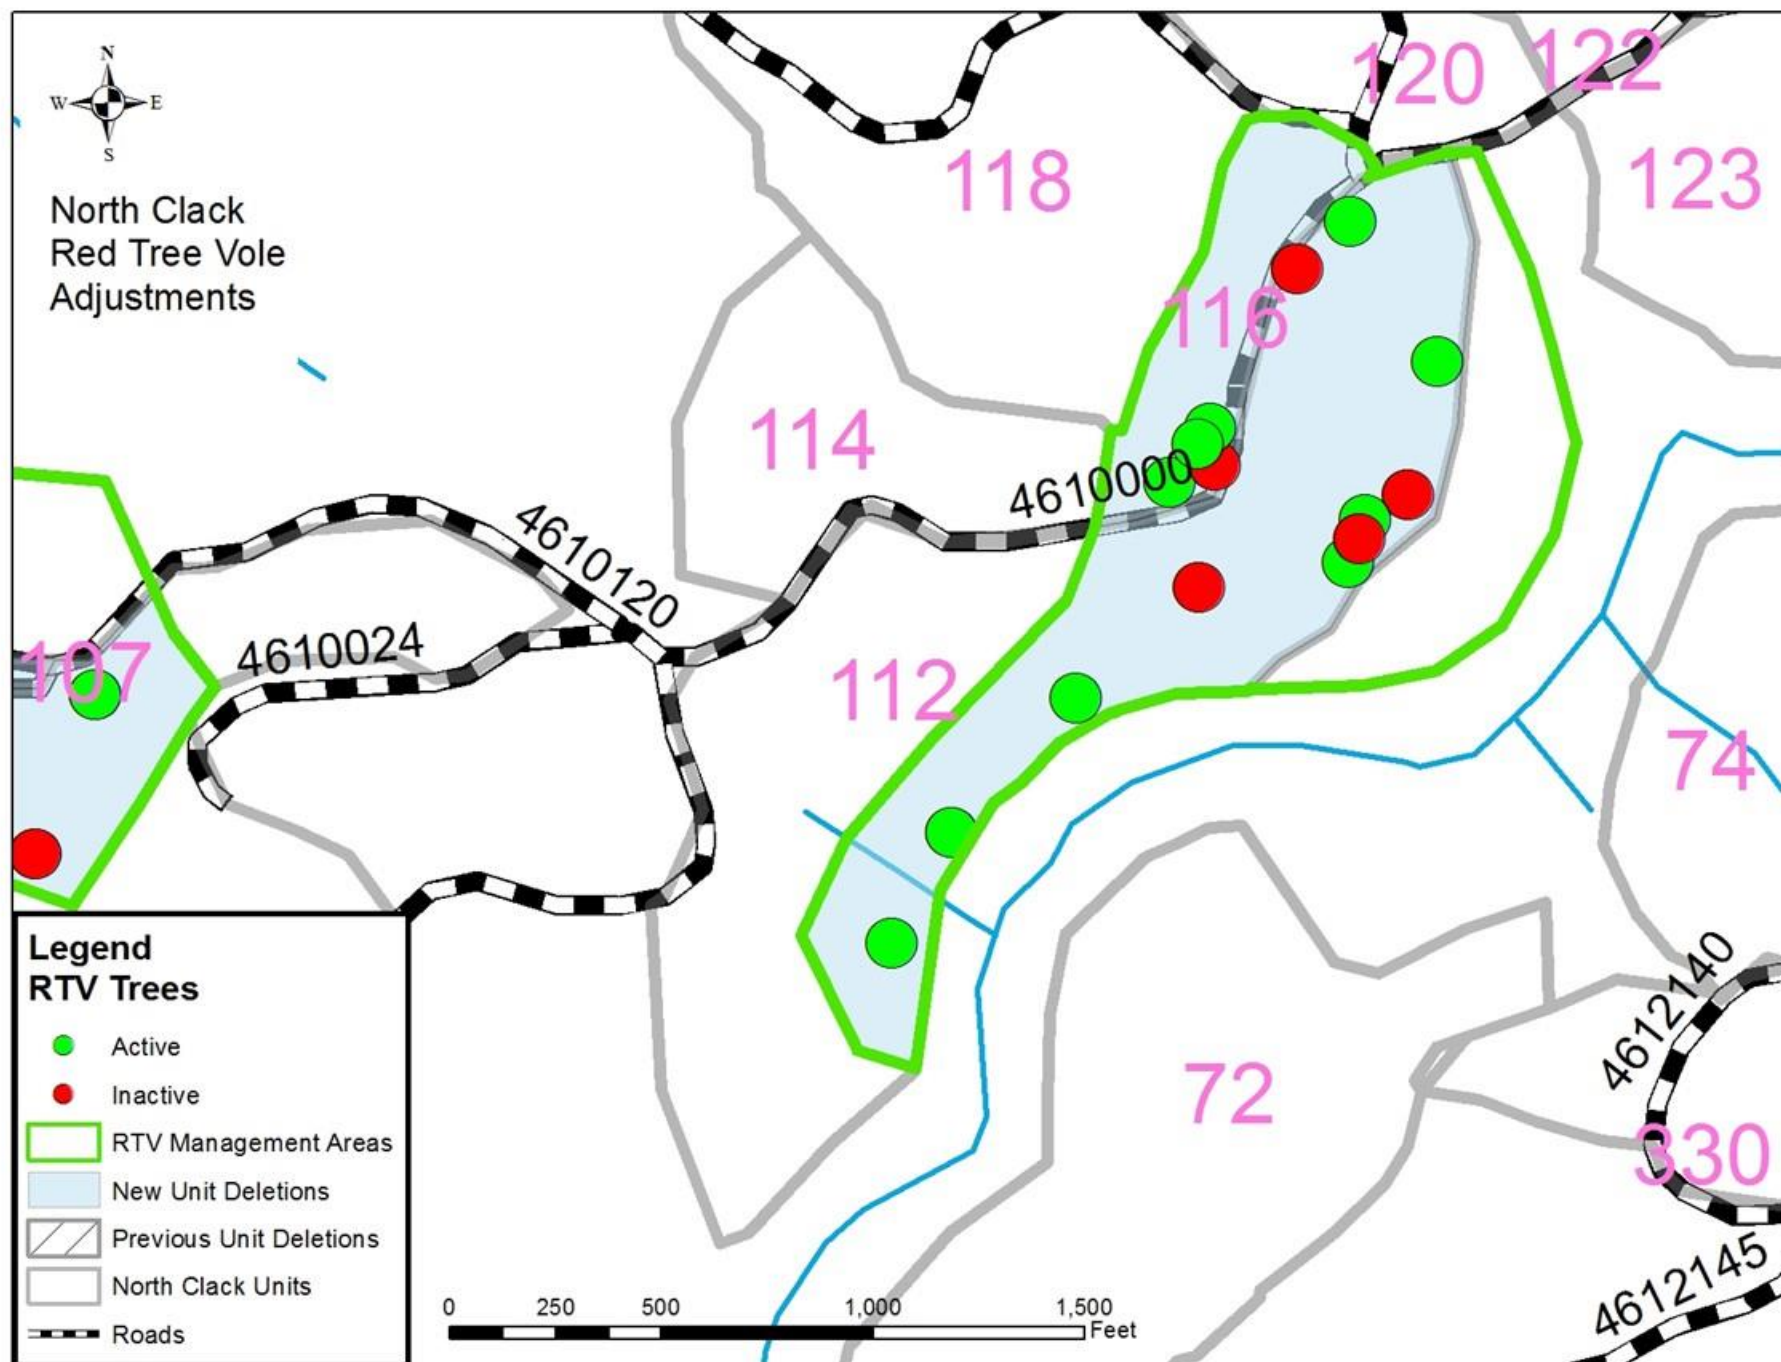 N
W E
S
North Clack
Red Tree Vole
Adjustments
120
122
118
123
116
114
4610000
4610120
4610024
107
112
74
72
4612140
330
4612145
Legend
RTV Trees
Active
Inactive
RTV Management Areas
New Unit Deletions
Previous Unit Deletions
North Clack Units
Roads
0 250 500 1,000 1,500
Feet